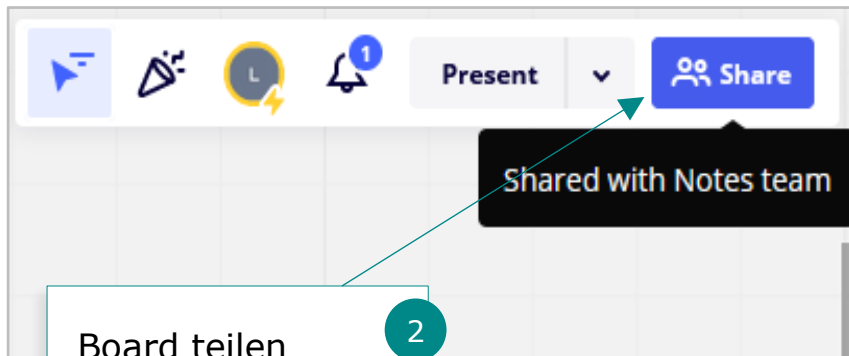 L
1
Present
Share
Shared with Notes team
2
Board teilen